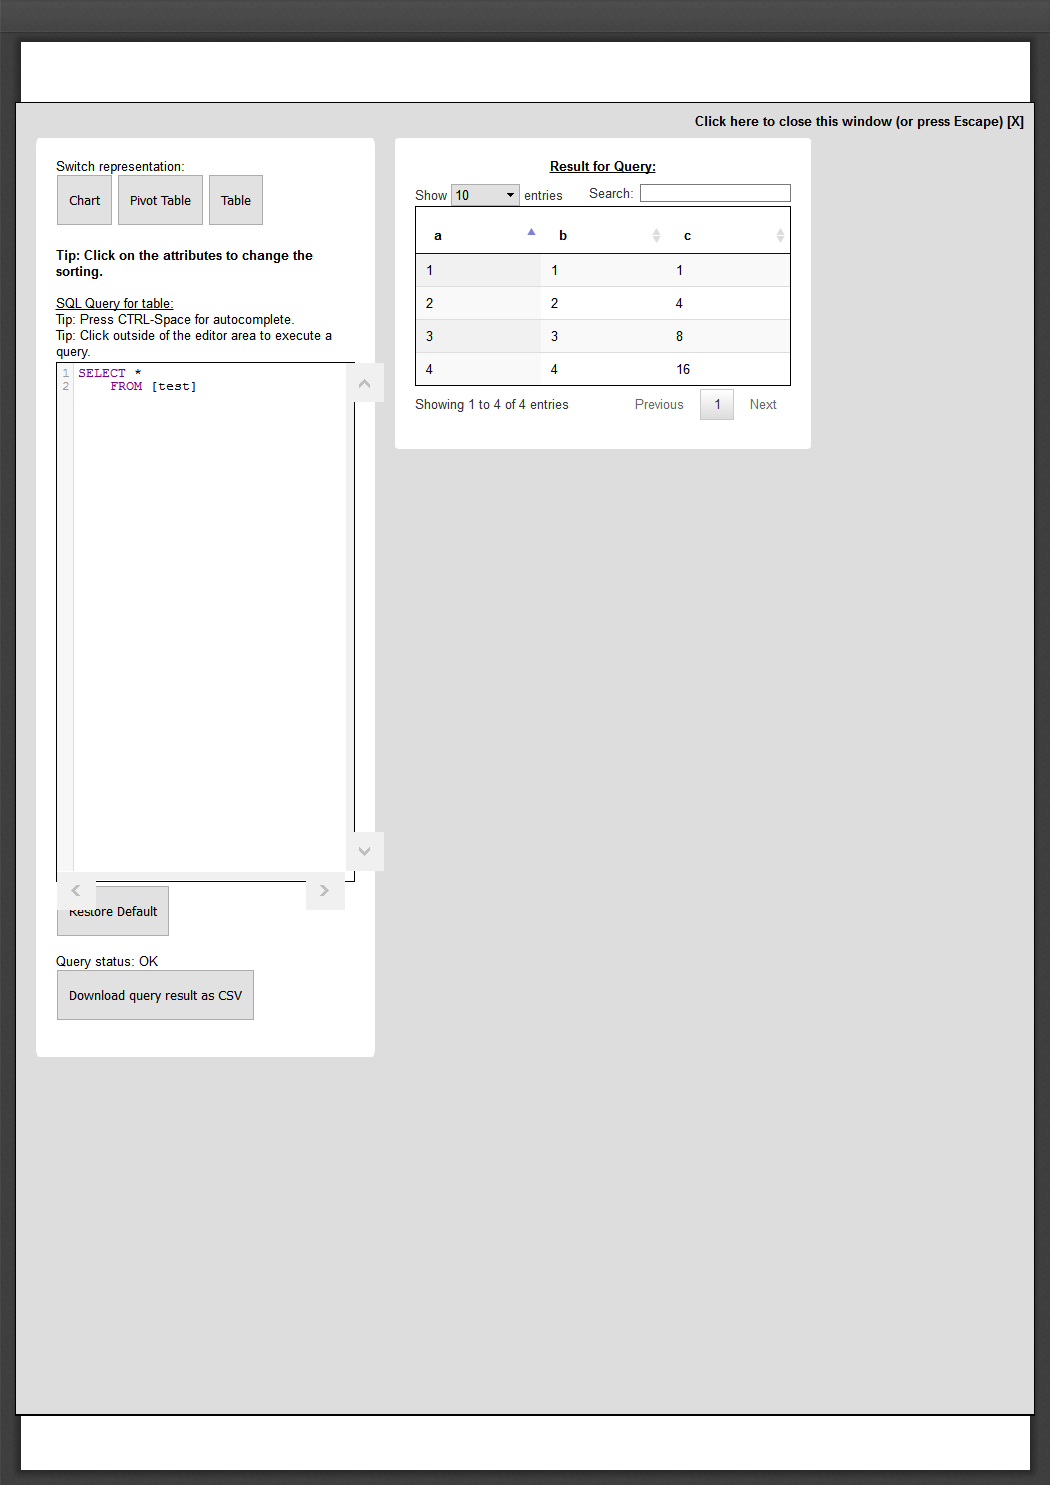 Click here to close this window (or press Escape) [X]
Switch representation:
Chart Pivot Table Table
Tip: Click on the attributes to change the
sorting.
SQL Query for table:
Tip: Press CTRL-Space for autocomplete.
Tip: Click outside of the editor area to execute a
query.
1 SELECT *
2 FROM [test]
Restore Default
Query status: OK
Download query result as CSV
Result for Query:
Show 10 entries Search:
a b c
1 1 1
2 2 4
3 3 8
4 4 16
Showing 1 to 4 of 4 entries Previous 1 Next